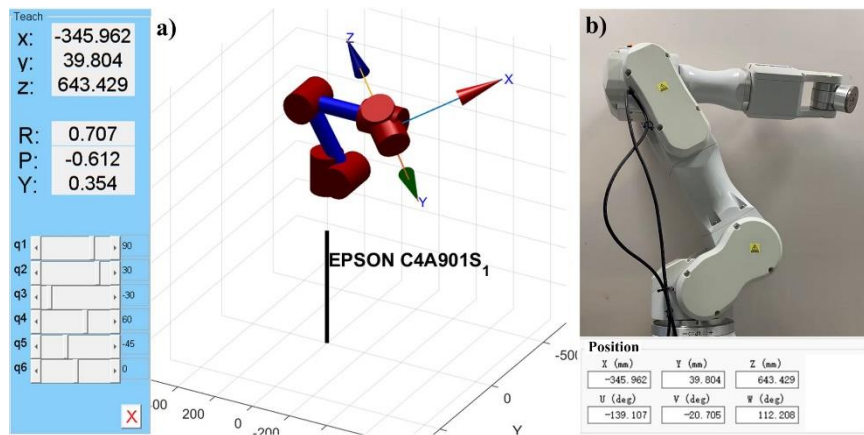 Teach
x: -345.962
y: 39.804
z: 643.429
R: 0.707
P: -0.612
Y: 0.354
q1 90
q2 30
q3 -30
q4 60
q5 -45
q6 0
X
a)
Z
X
Y
EPSON C4A901S1
-500
0
Y
200
0
-200
b)
Position
X (mm) Y (mm) Z (mm)
-345.962 39.804 643.429
U (deg) V (deg) W (deg)
-139.107 -20.705 112.208